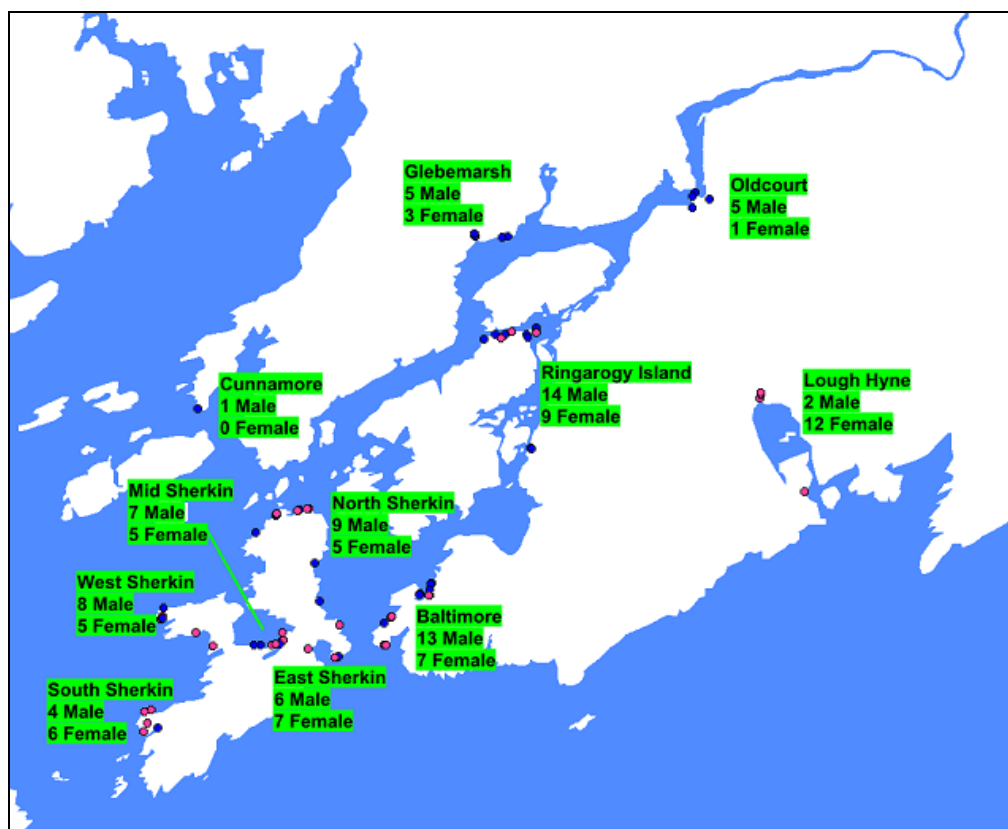 Glebemarsh
5 Male
3 Female
Oldcourt
5 Male
1 Female
Cunnamore
1 Male
0 Female
Ringarogy Island
14 Male
9 Female
Lough Hyne
2 Male
12 Female
Mid Sherkin
7 Male
5 Female
North Sherkin
9 Male
5 Female
West Sherkin
8 Male
5 Female
Baltimore
13 Male
7 Female
East Sherkin
6 Male
7 Female
South Sherkin
4 Male
6 Female